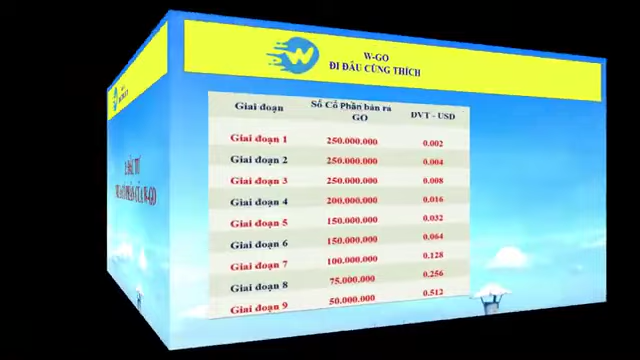 W-GO
ĐI ĐÂU CŨNG THÍCH
Giai đoạn Số Cổ Phần bán ra GO ĐVT - USD
Giai đoạn 1 250.000.000 0.002
Giai đoạn 2 250.000.000 0.004
Giai đoạn 3 250.000.000 0.008
Giai đoạn 4 200.000.000 0.016
Giai đoạn 5 150.000.000 0.032
Giai đoạn 6 150.000.000 0.064
Giai đoạn 7 100.000.000 0.128
Giai đoạn 8 75.000.000 0.256
Giai đoạn 9 50.000.000 0.512
ĐẦU TƯ
CỦA W-GO